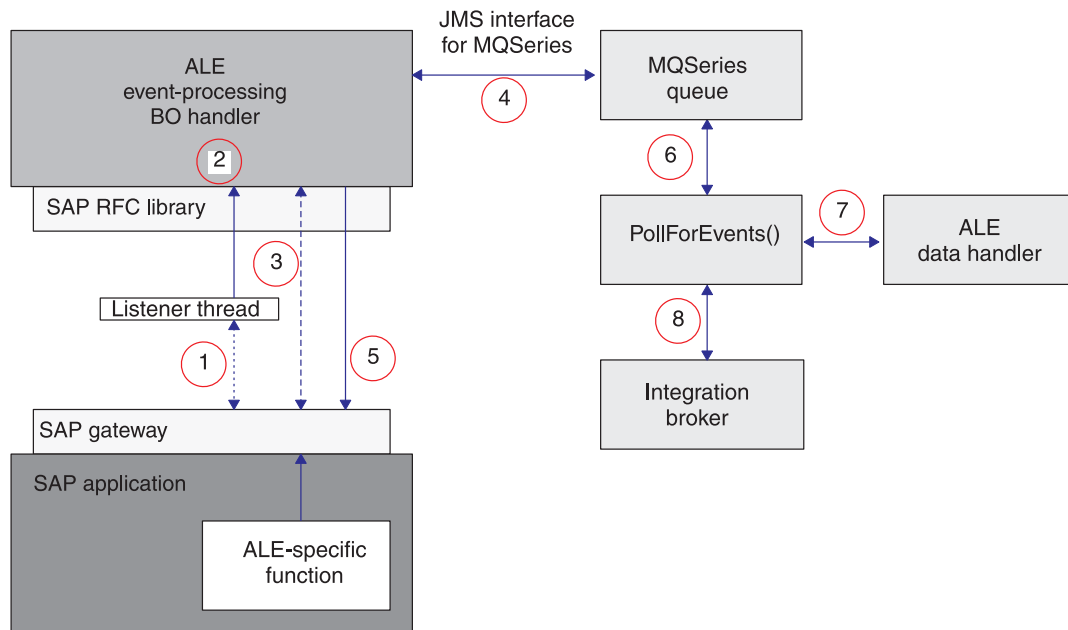 JMS interface
for MQSeries
ALE
event-processing
BO handler
2
4
MQSeries
queue
SAP RFC library
6
3
PollForEvents()
7
ALE
data handler
Listener thread
1
5
8
Integration
broker
SAP gateway
SAP application
ALE-specific
function